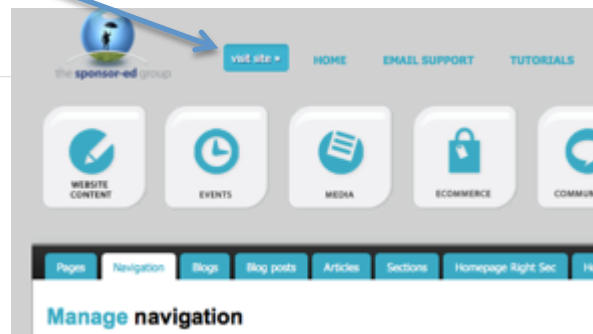 the sponsor-ed group
visit site »
HOME
EMAIL SUPPORT
TUTORIALS
WEBSITE CONTENT
EVENTS
MEDIA
ECOMMERCE
Pages
Navigation
Blogs
Blog posts
Articles
Sections
Homepage Right Sec
Manage navigation